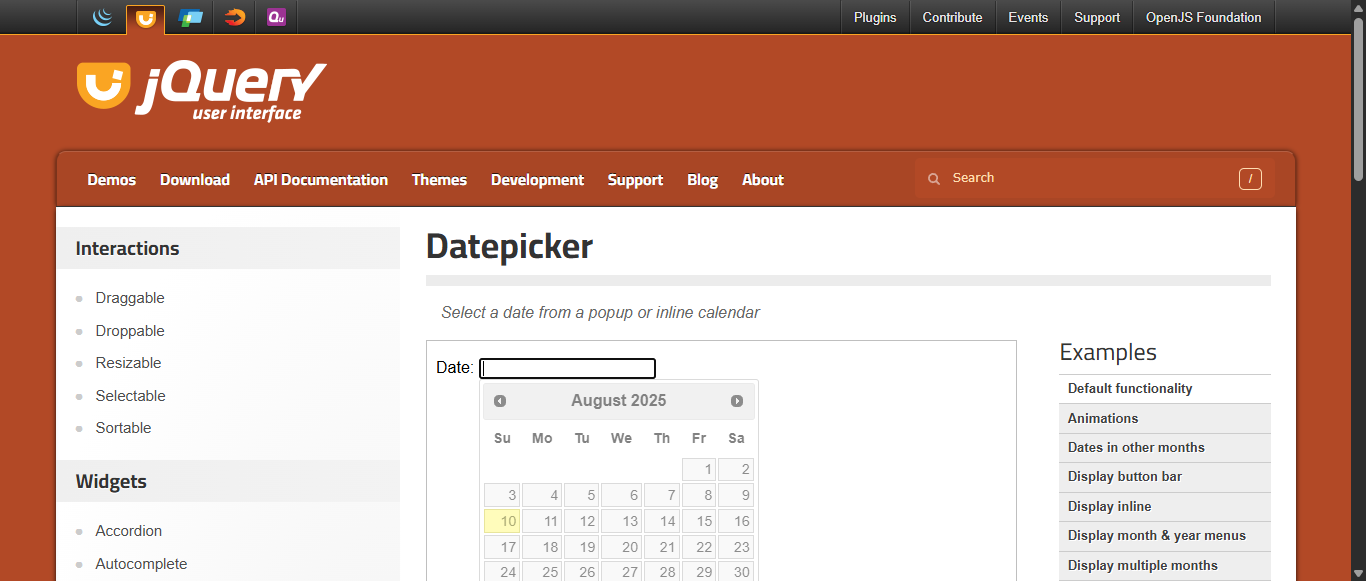 Qu
Plugins Contribute Events Support OpenJS Foundation
jQuery
user interface
Demos Download API Documentation Themes Development Support Blog About Search /
Interactions
Draggable
Droppable
Resizable
Selectable
Sortable
Widgets
Accordion
Autocomplete
Datepicker
Select a date from a popup or inline calendar
Date:
August 2025
Su Mo Tu We Th Fr Sa
1 2
3 4 5 6 7 8 9
10 11 12 13 14 15 16
17 18 19 20 21 22 23
24 25 26 27 28 29 30
Examples
Default functionality
Animations
Dates in other months
Display button bar
Display inline
Display month & year menus
Display multiple months